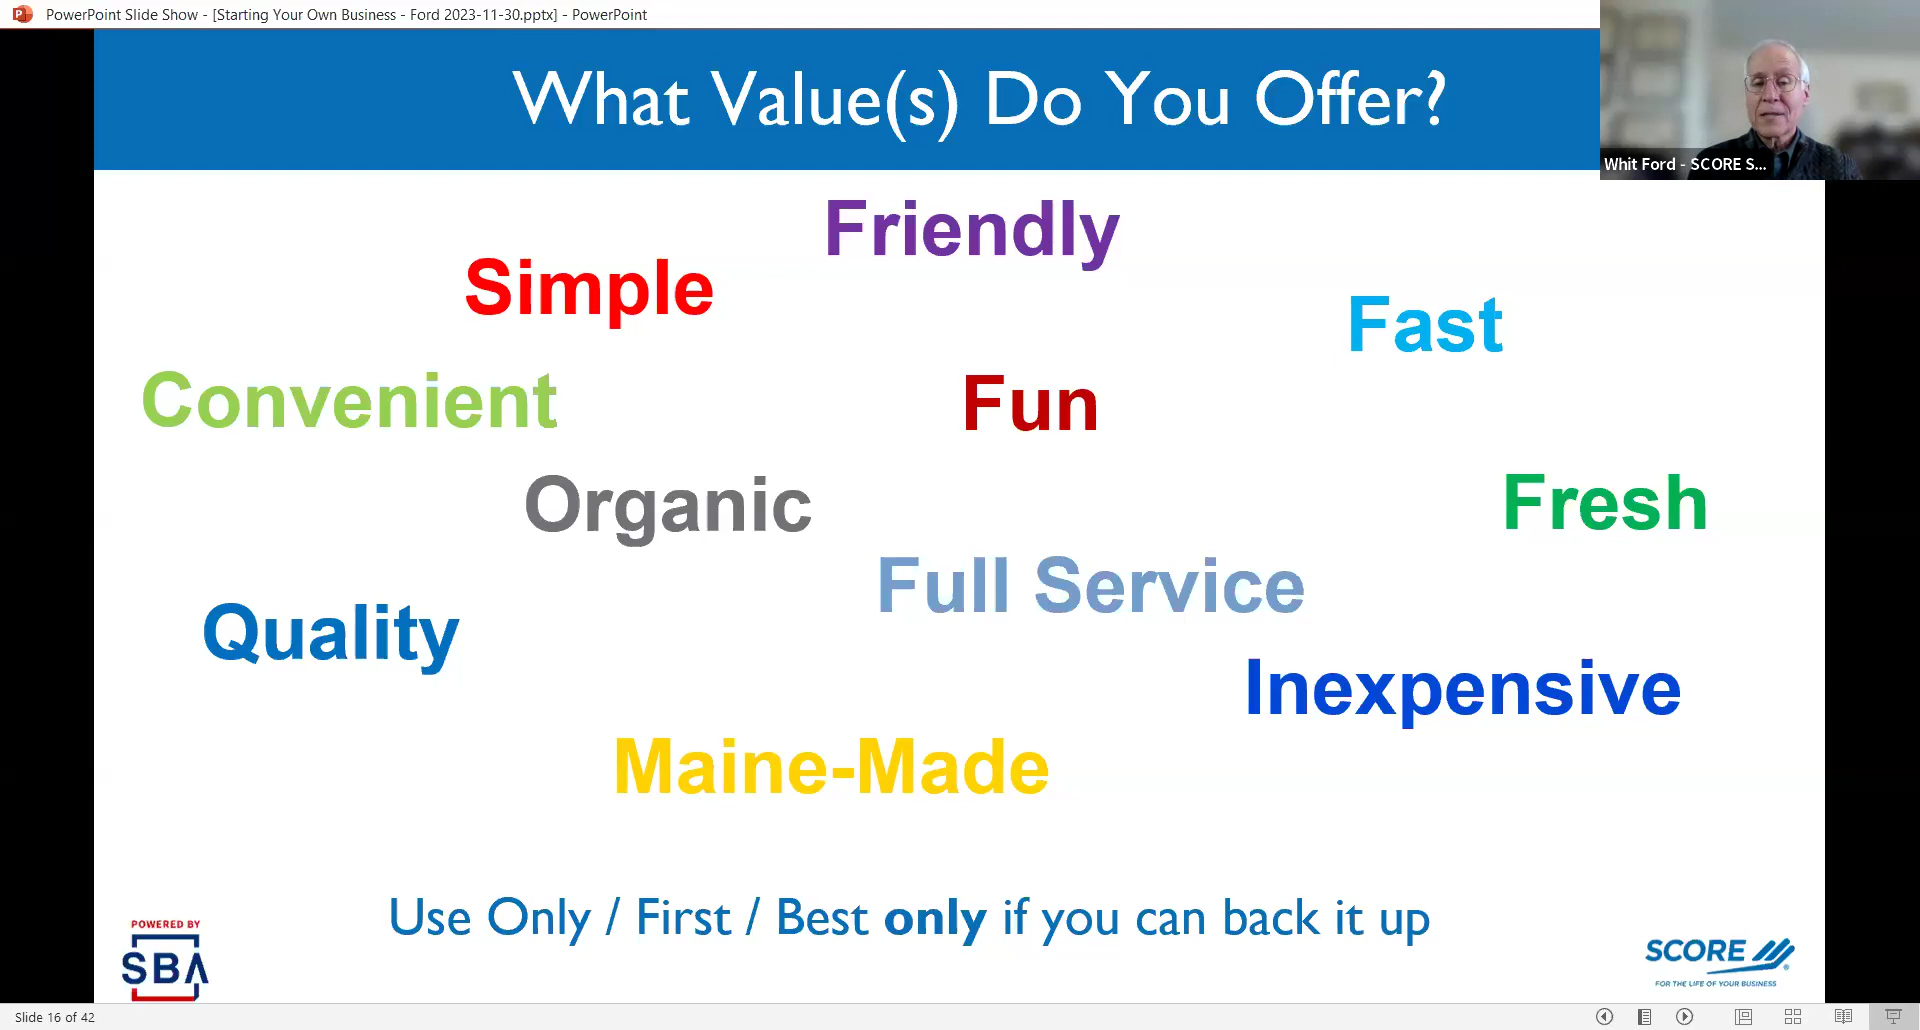 PowerPoint Slide Show - [Starting Your Own Business - Ford 2023-11-30.pptx] - PowerPoint
What Value(s) Do You Offer?
Whit Ford - SCORE S...
Friendly
Simple
Fast
Convenient
Fun
Organic
Fresh
Full Service
Quality
Inexpensive
Maine-Made
Use Only / First / Best only if you can back it up
POWERED BY
SBA
SCORE
FOR THE LIFE OF YOUR BUSINESS
Slide 16 of 42